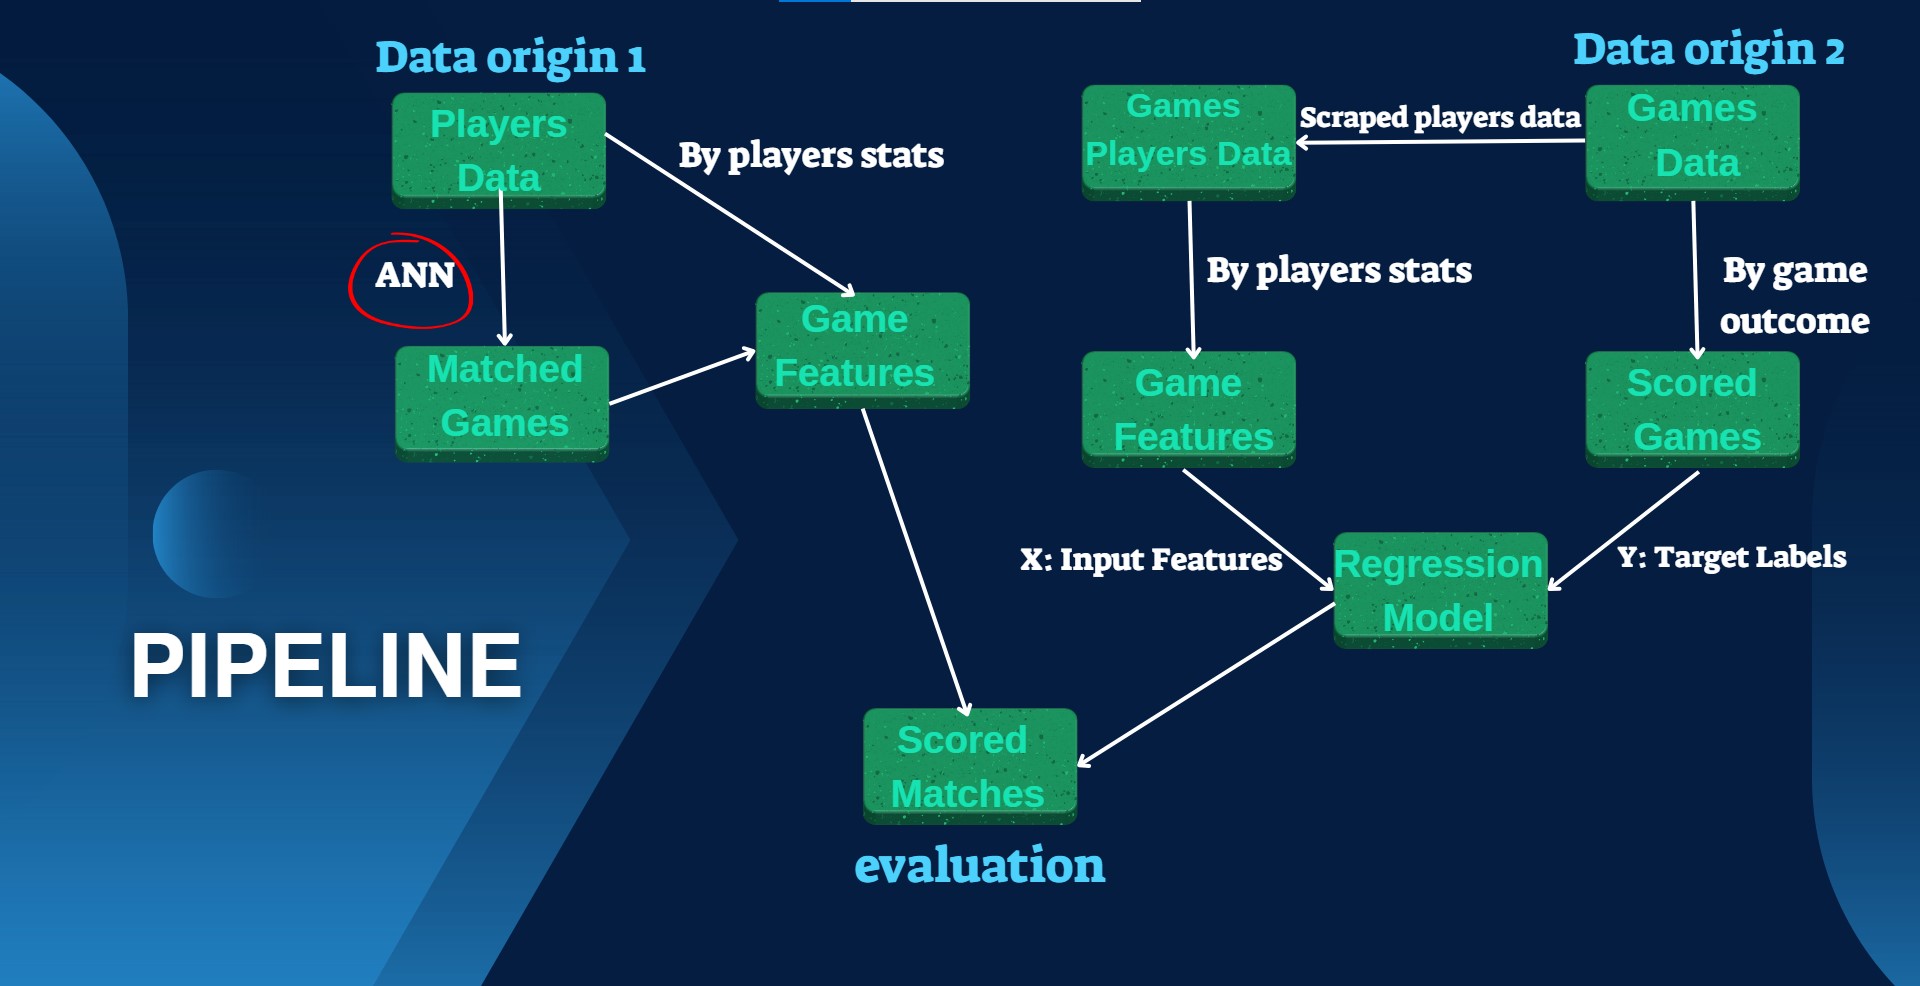 Data origin 1
Players
Data
By players stats
ANN
Matched
Games
Game
Features
Data origin 2
Games
Players Data
Scraped players data
Games
Data
By players stats
By game
outcome
Game
Features
Scored
Games
X: Input Features
Regression
Model
Y: Target Labels
PIPELINE
Scored
Matches
evaluation